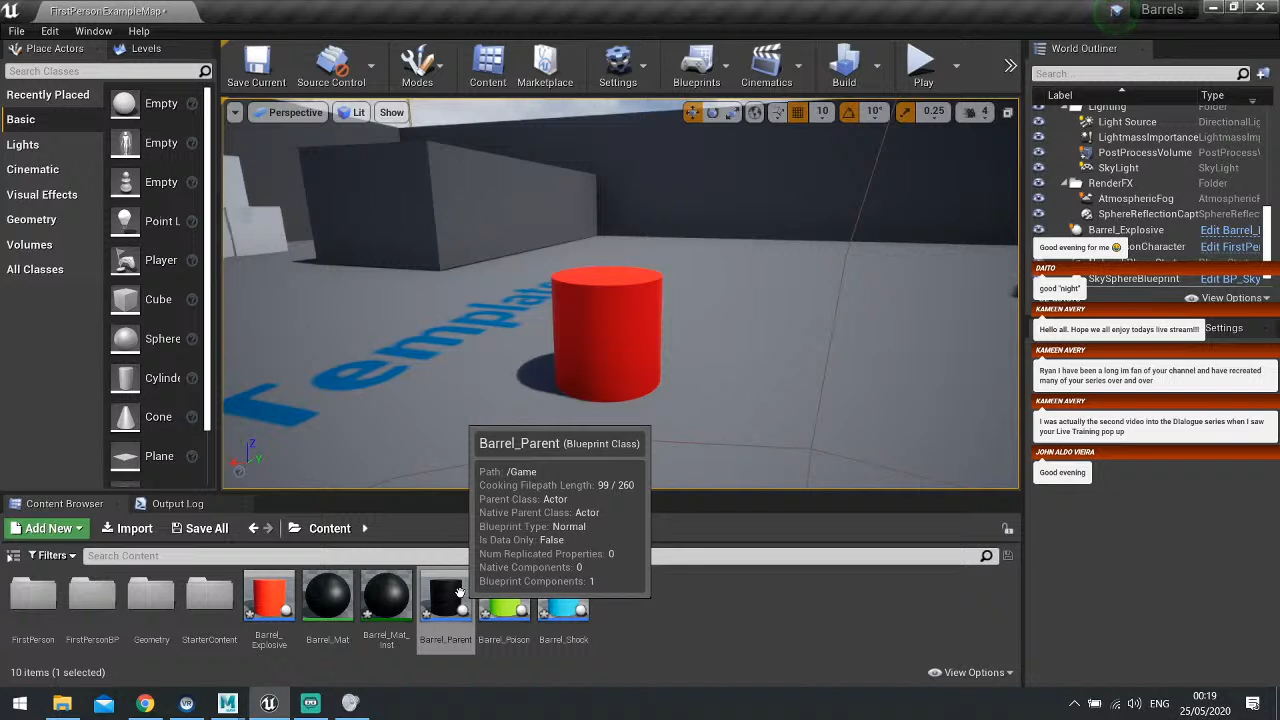 FirstPersonExampleMap*
Barrels
File Edit Window Help
Place Actors
Levels
Search Classes
Recently Placed
Basic
Lights
Cinematic
Visual Effects
Geometry
Volumes
All Classes
Empty
Empty
Empty
Point L
Player
Cube
Sphere
Cylinde
Cone
Plane
Save Current
Source Control
Modes
Content
Marketplace
Settings
Blueprints
Cinematics
Build
Play
Perspective
Lit
Show
10
10°
0.25
4
Template
Z
Y
World Outliner
Search...
Label
Type
Lighting Folder
Light Source DirectionalLig
LightmassImportance LightmassImp
PostProcessVolume PostProcessV
SkyLight SkyLight
RenderFX Folder
AtmosphericFog AtmosphericF
SphereReflectionCapt SphereReflec
Barrel_Explosive Edit Barrel_
Good evening for me 😀
onCharacter Edit FirstPer
DAITO
SkySphereBlueprint Edit BP_Sky
good "night"
View Options
KAMEEN AVERY
Hello all. Hope we all enjoy todays live stream!!!
Settings
KAMEEN AVERY
Ryan I have been a long im fan of your channel and have recreated
many of your series over and over
KAMEEN AVERY
I was actually the second video into the Dialogue series when I saw
your Live Training pop up
JOHN ALDO VIEIRA
Good evening
Barrel_Parent (Blueprint Class)
Path: /Game
Cooking Filepath Length: 99 / 260
Parent Class: Actor
Native Parent Class: Actor
Blueprint Type: Normal
Is Data Only: False
Num Replicated Properties: 0
Native Components: 0
Blueprint Components: 1
Content Browser
Output Log
Add New
Import
Save All
Content
Filters
Search Content
FirstPerson
FirstPersonBP
Geometry
StarterContent
Barrel_
Explosive
Barrel_Mat
Barrel_Mat_
Inst
Barrel_Parent
Barrel_Poison
Barrel_Shock
10 items (1 selected)
View Options
ENG
00:19
25/05/2020